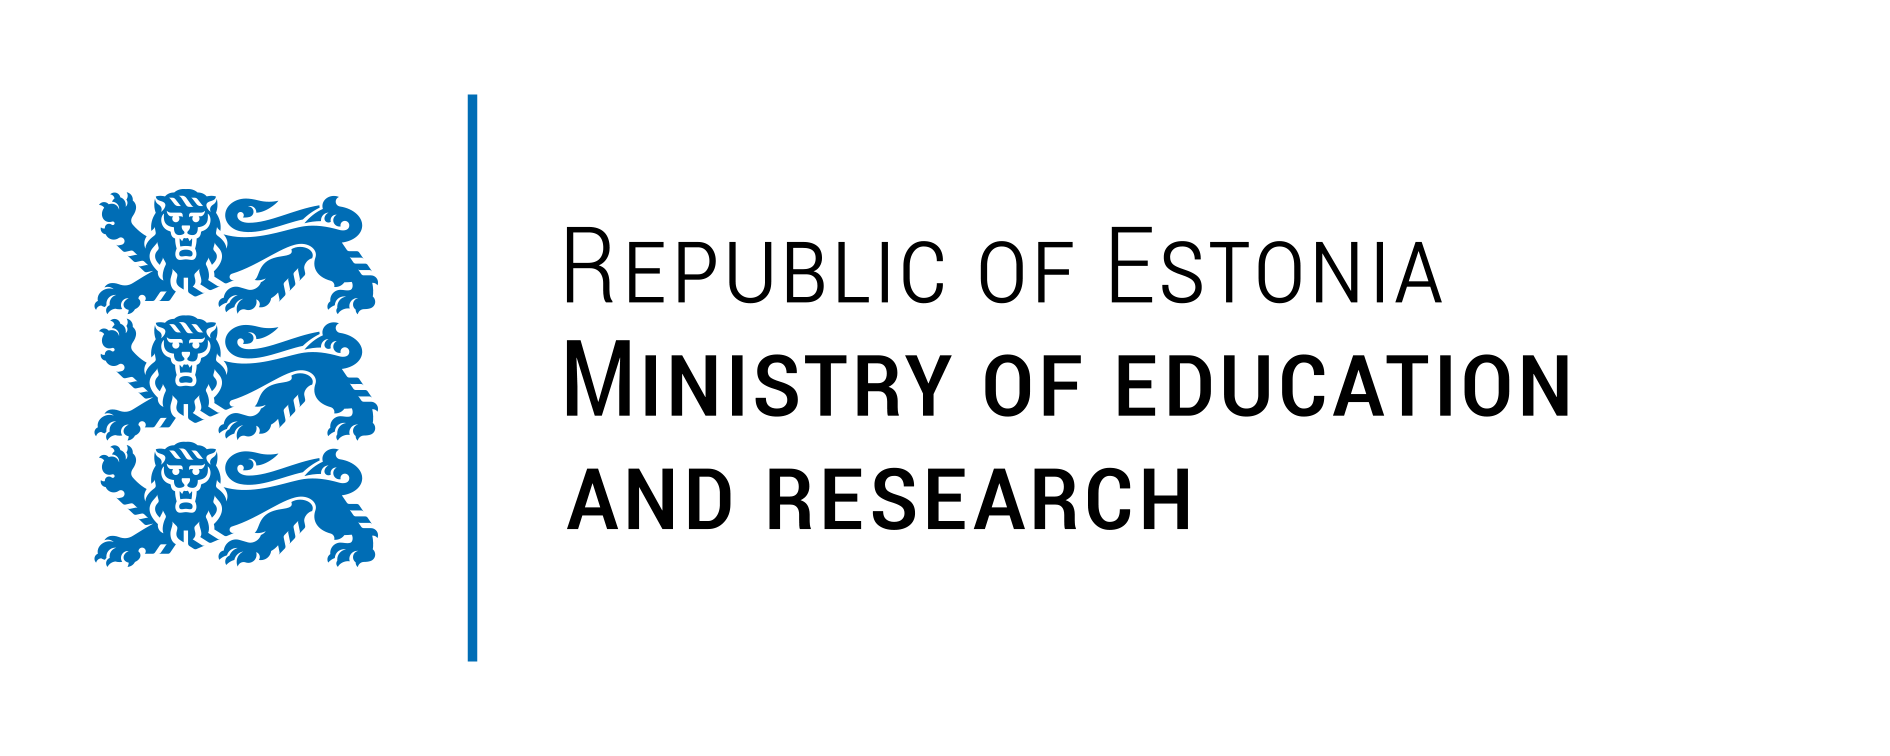 Republic of Estonia
Ministry of education
and research